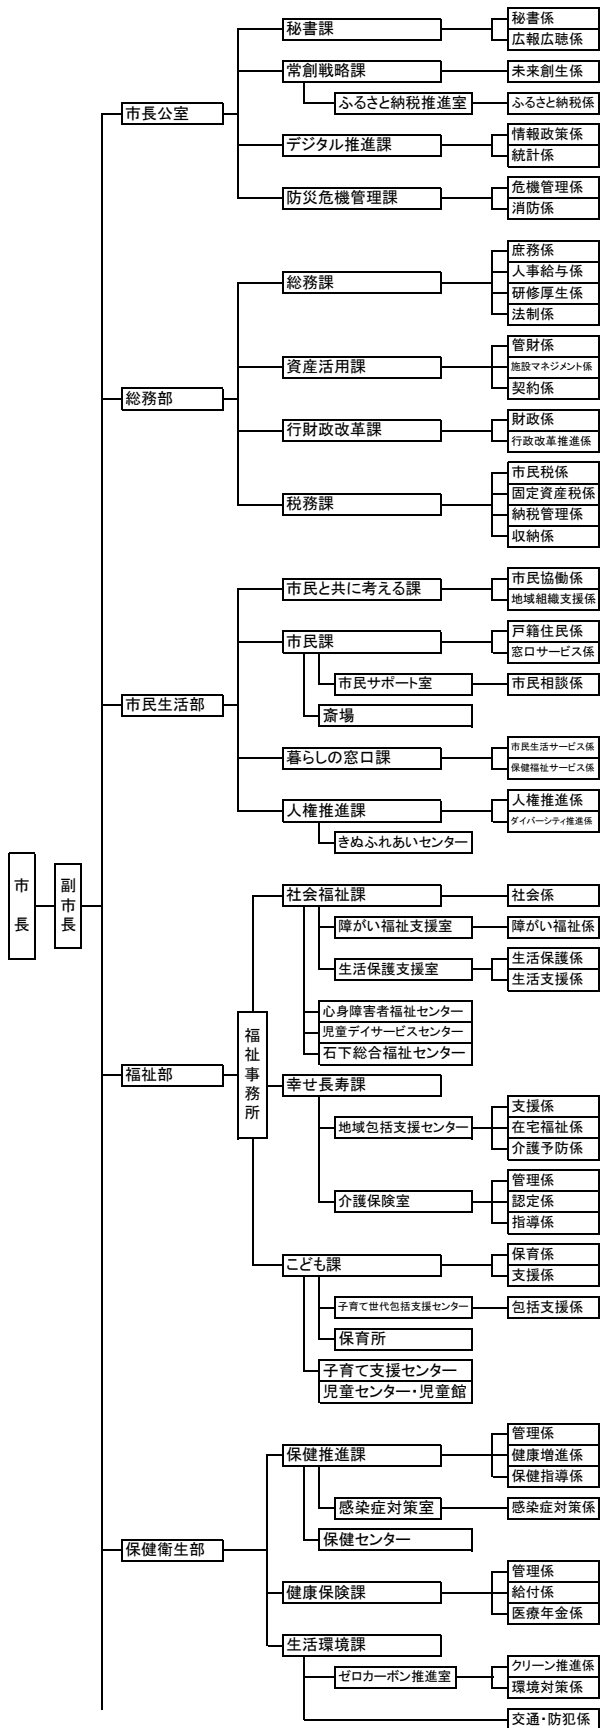 市長
副市長
市長公室
秘書課
秘書係
広報広聴係
常創戦略課
未来創生係
ふるさと納税推進室
ふるさと納税係
デジタル推進課
情報政策係
統計係
防災危機管理課
危機管理係
消防係
総務部
総務課
庶務係
人事給与係
研修厚生係
法制係
資産活用課
管財係
施設マネジメント係
契約係
行財政改革課
財政係
行政改革推進係
税務課
市民税係
固定資産税係
納税管理係
収納係
市民生活部
市民と共に考える課
市民協働係
地域組織支援係
市民課
戸籍住民係
窓口サービス係
市民サポート室
市民相談係
斎場
暮らしの窓口課
市民生活サービス係
保健福祉サービス係
人権推進課
人権推進係
ダイバーシティ推進係
きぬふれあいセンター
福祉部
福祉事務所
社会福祉課
社会係
障がい福祉支援室
障がい福祉係
生活保護支援室
生活保護係
生活支援係
心身障害者福祉センター
児童デイサービスセンター
石下総合福祉センター
幸せ長寿課
地域包括支援センター
支援係
在宅福祉係
介護予防係
介護保険室
管理係
認定係
指導係
こども課
保育係
支援係
子育て世代包括支援センター
包括支援係
保育所
子育て支援センター
児童センター・児童館
保健衛生部
保健推進課
管理係
健康増進係
保健指導係
感染症対策室
感染症対策係
保健センター
健康保険課
管理係
給付係
医療年金係
生活環境課
ゼロカーボン推進室
クリーン推進係
環境対策係
交通・防犯係